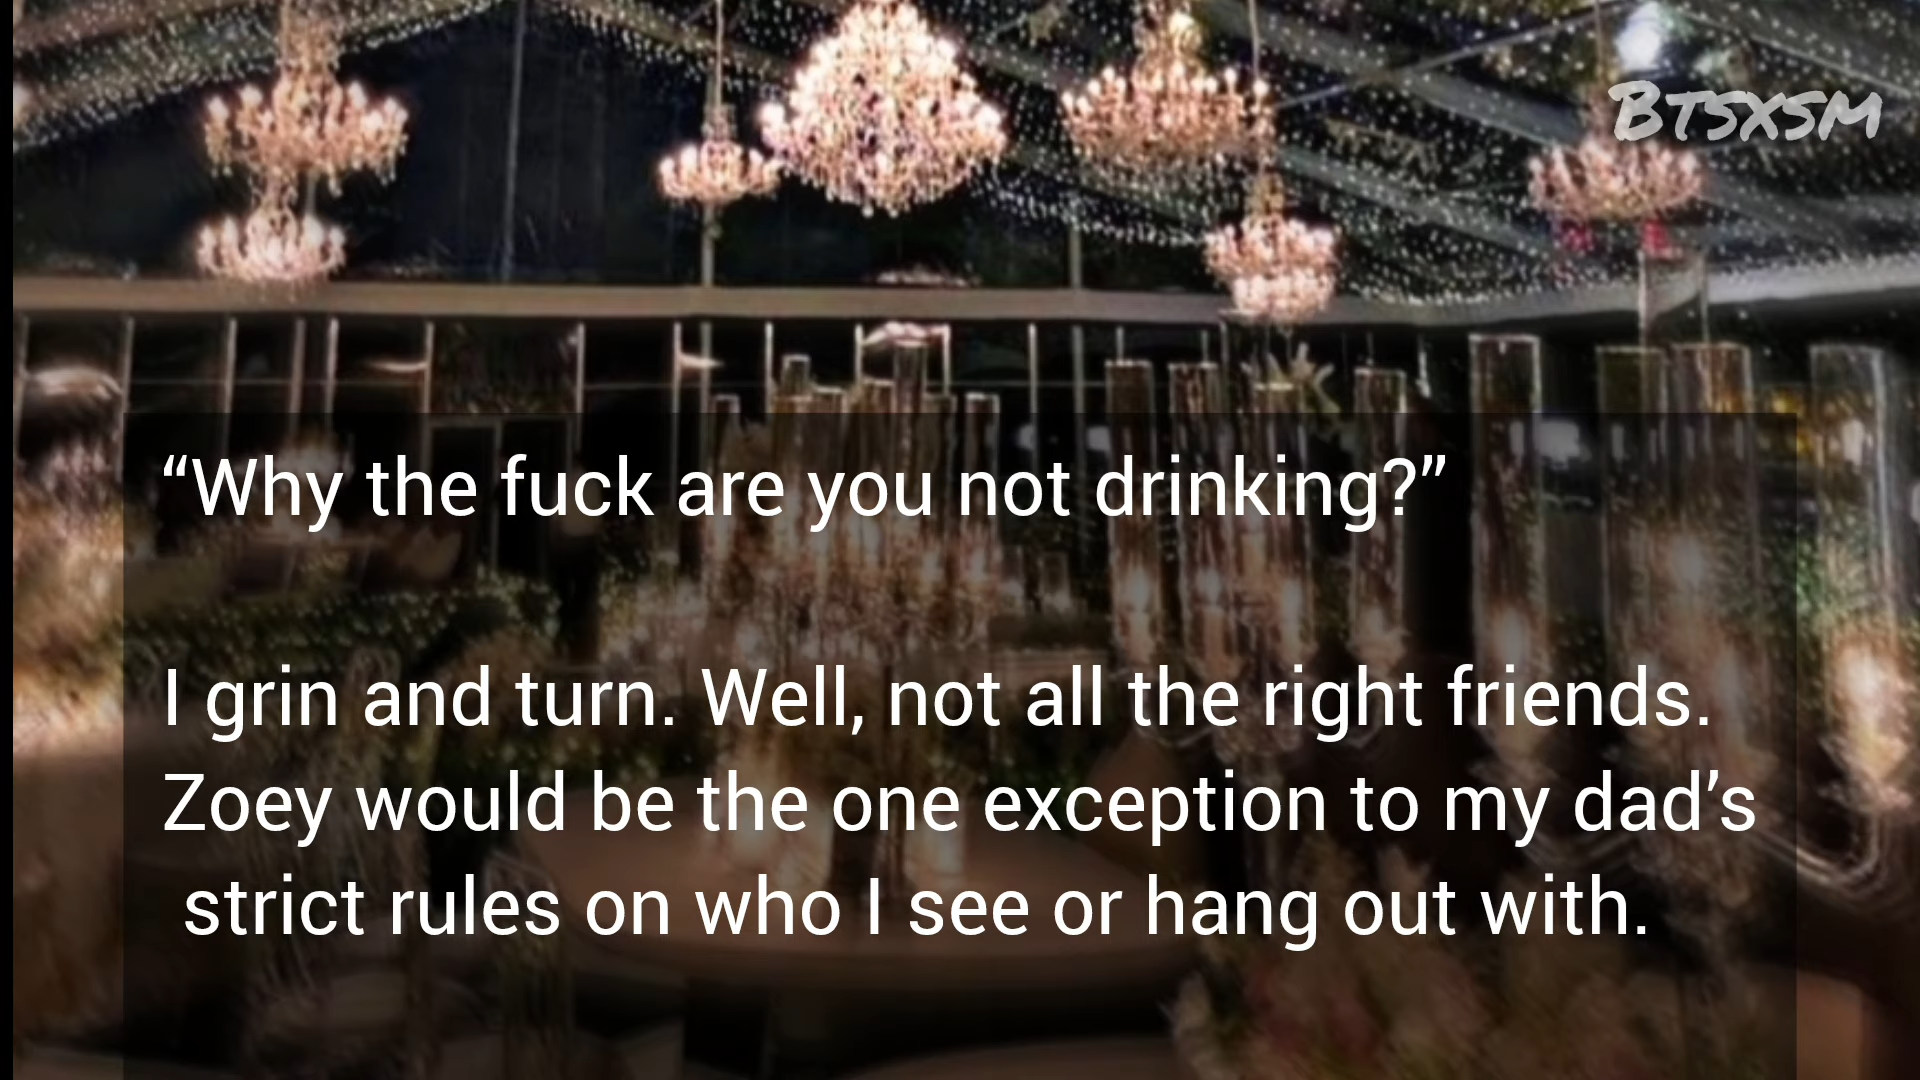 BTSXSM
“Why the fuck are you not drinking?”
I grin and turn. Well, not all the right friends.
Zoey would be the one exception to my dad’s
strict rules on who I see or hang out with.